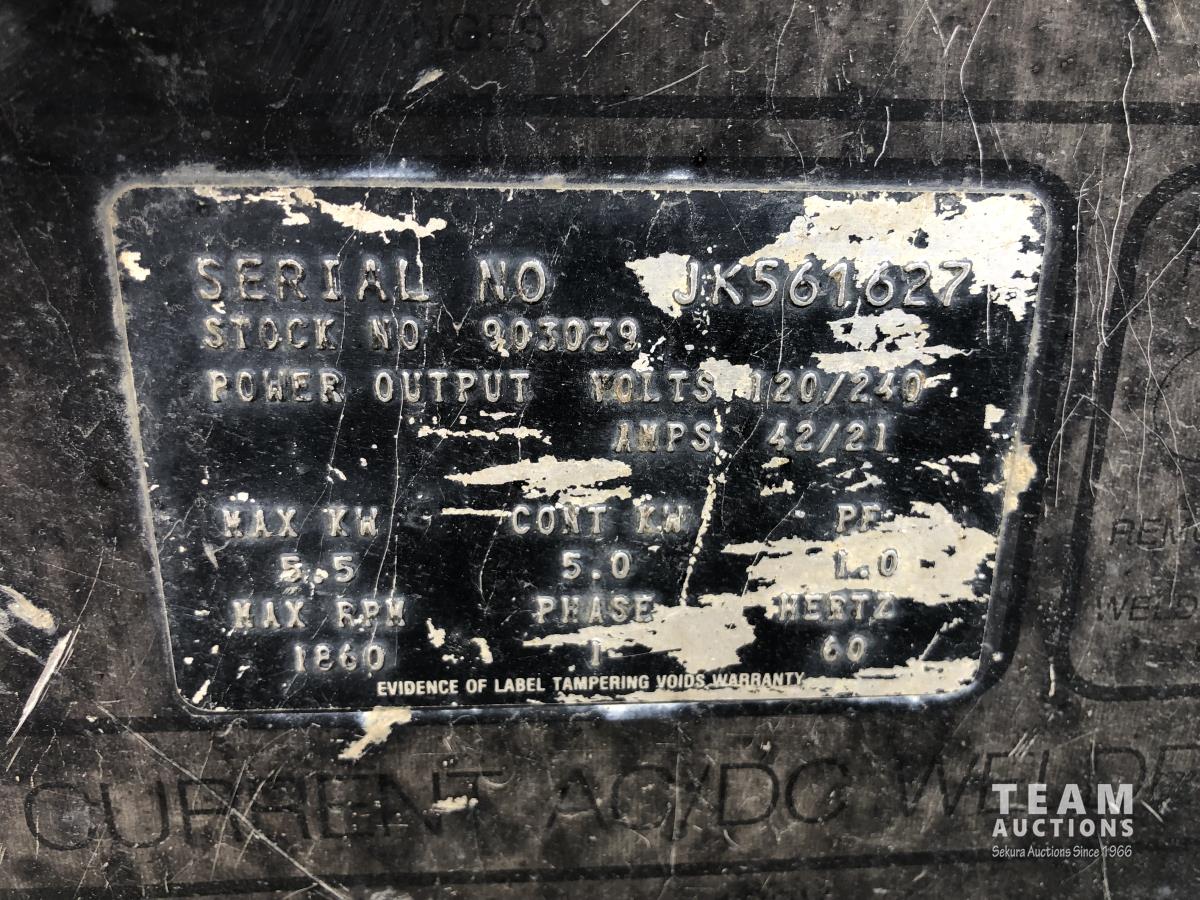 SERIAL NO JK561627
STOCK NO 903039
POWER OUTPUT VOLTS 120/240
AMPS 42/21
MAX KW CONT KW PF
5.5 5.0 1.0
MAX RPM PHASE HERTZ
1860 1 60
EVIDENCE OF LABEL TAMPERING VOIDS WARRANTY
CURRENT AC/DC WELDE
TEAM
AUCTIONS
Sekura Auctions Since 1966